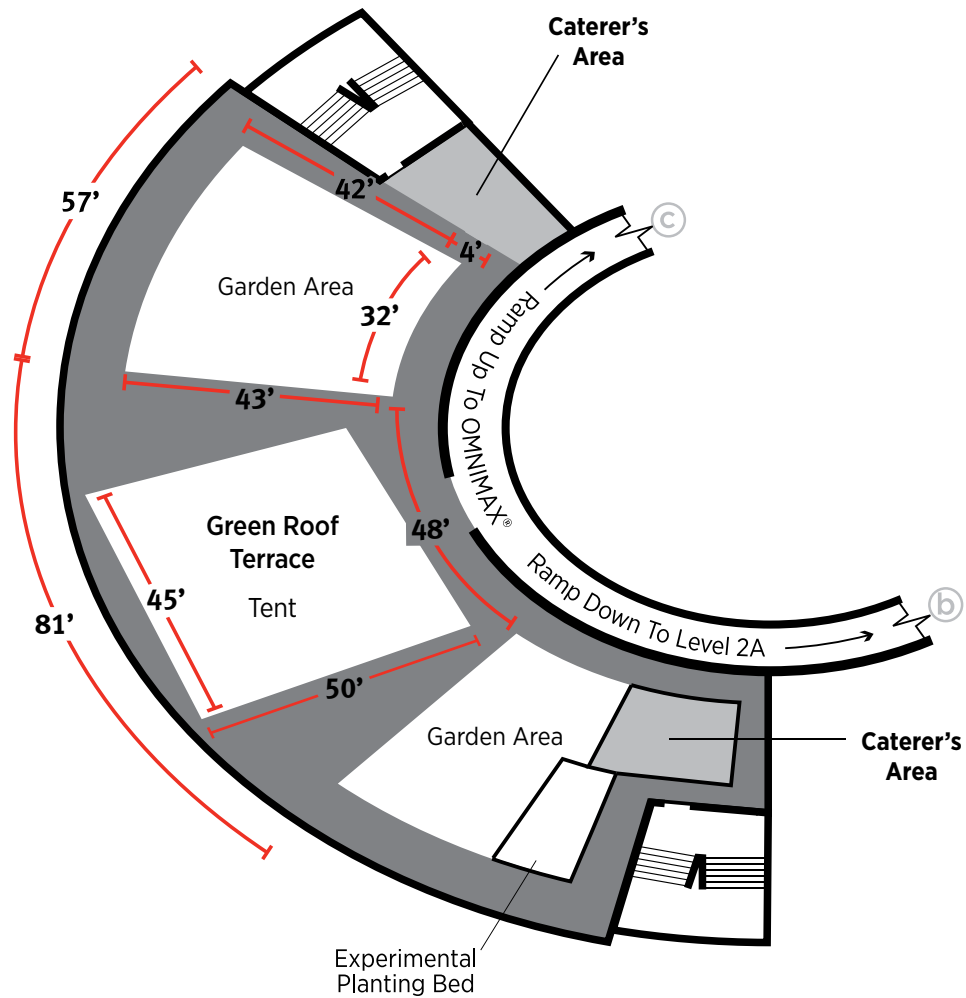 Caterer’s
Area
57’
42’
4’
Garden Area
32’
43’
48’
Ramp Up To OMNIMAX®
c
Green Roof
Terrace
Tent
45’
81’
50’
Ramp Down To Level 2A
b
Garden Area
Caterer’s
Area
Experimental
Planting Bed